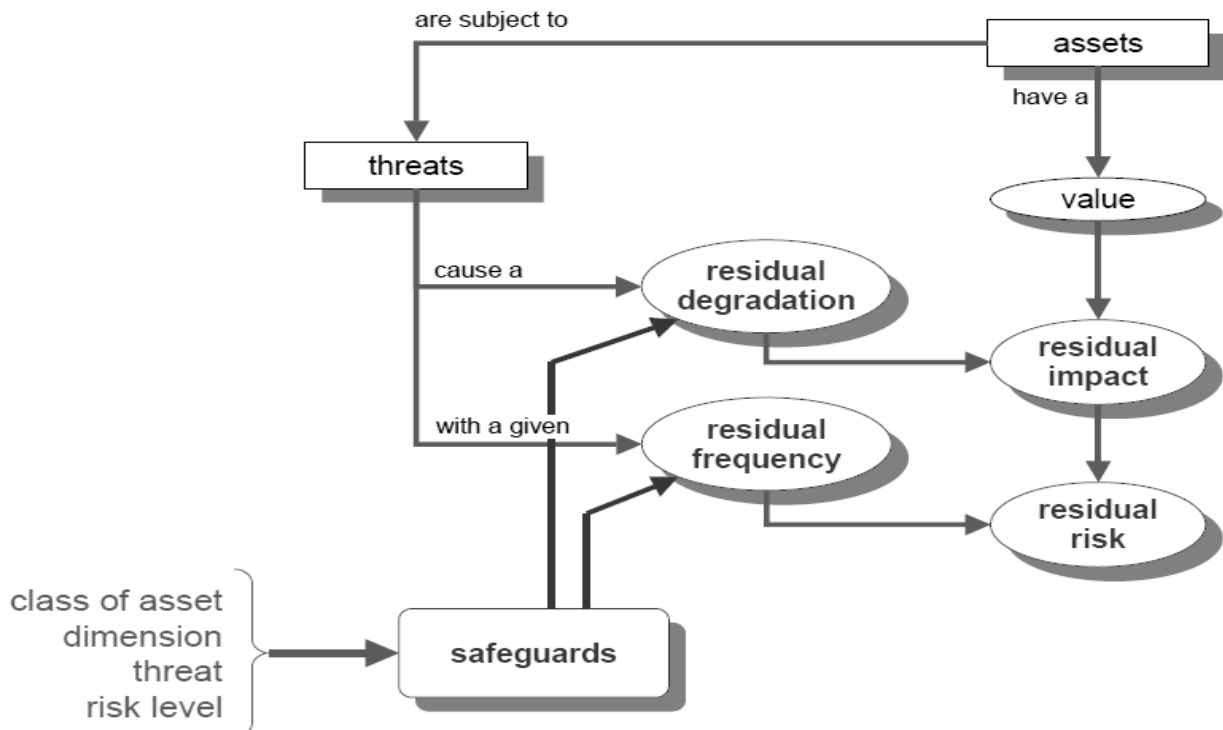 are subject to
assets
have a
threats
value
cause a
residual
degradation
residual
impact
with a given
residual
frequency
residual
risk
class of asset
dimension
threat
risk level
safeguards